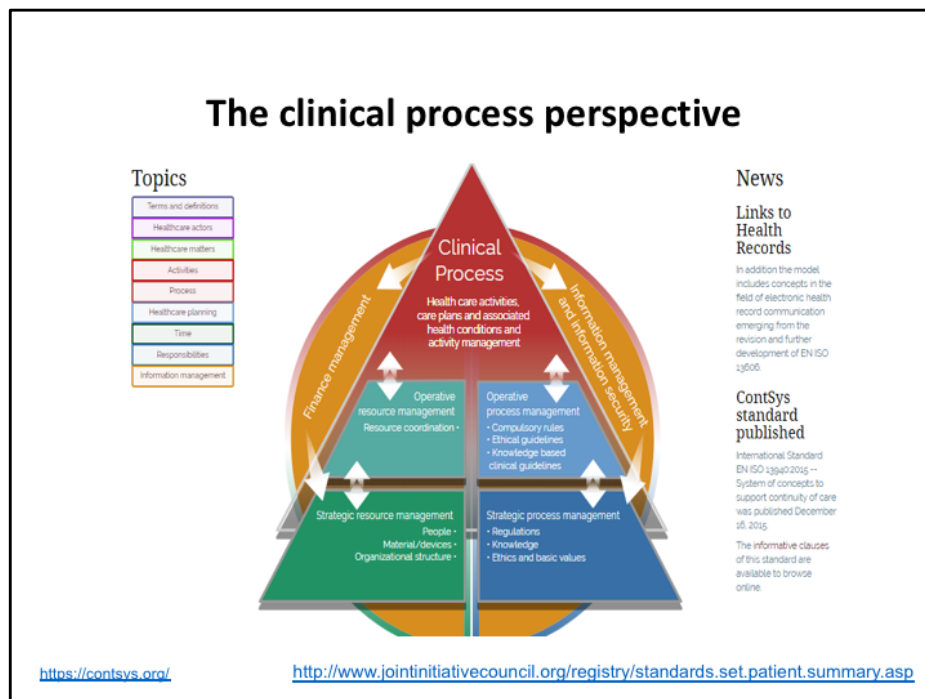 The clinical process perspective
Topics
Terms and definitions
Healthcare actors
Healthcare matters
Activities
Process
Healthcare planning
Time
Responsibilities
Information management
Clinical
Process
Health care activities,
care plans and associated
health conditions and
activity management
Finance management
Information management
and information security
Operative
resource management
Resource coordination •
Operative
process management
• Compulsory rules
• Ethical guidelines
• Knowledge based
clinical guidelines
Strategic resource management
People •
Material/devices •
Organizational structure •
Strategic process management
• Regulations
• Knowledge
• Ethics and basic values
News
Links to
Health
Records
In addition the model
includes concepts in the
field of electronic health
record communication
emerging from the
revision and further
development of EN ISO
13606.
ContSys
standard
published
International Standard
EN ISO 13940:2015 --
System of concepts to
support continuity of care
was published December
16, 2015
The informative clauses
of this standard are
available to browse
online.
https://contsys.org/
http://www.jointinitiativecouncil.org/registry/standards.set.patient.summary.asp